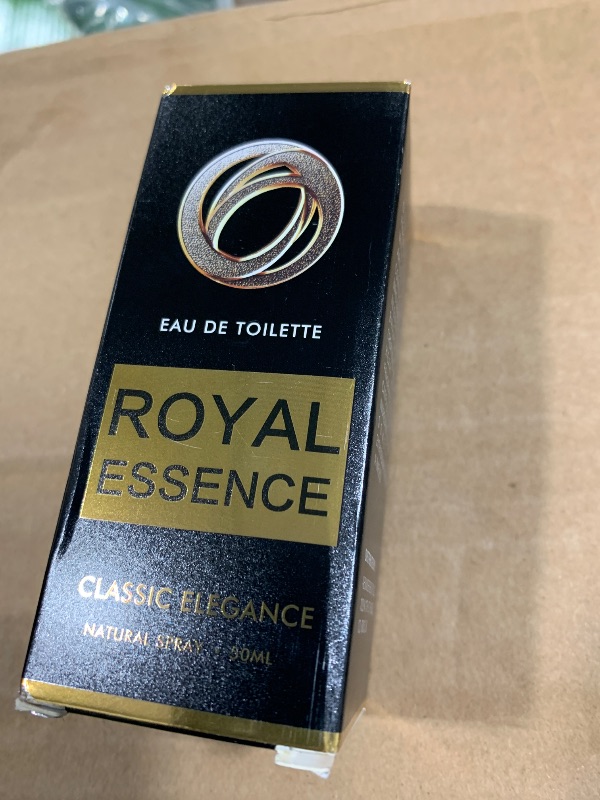 EAU DE TOILETTE
ROYAL
ESSENCE
CLASSIC ELEGANCE
NATURAL SPRAY